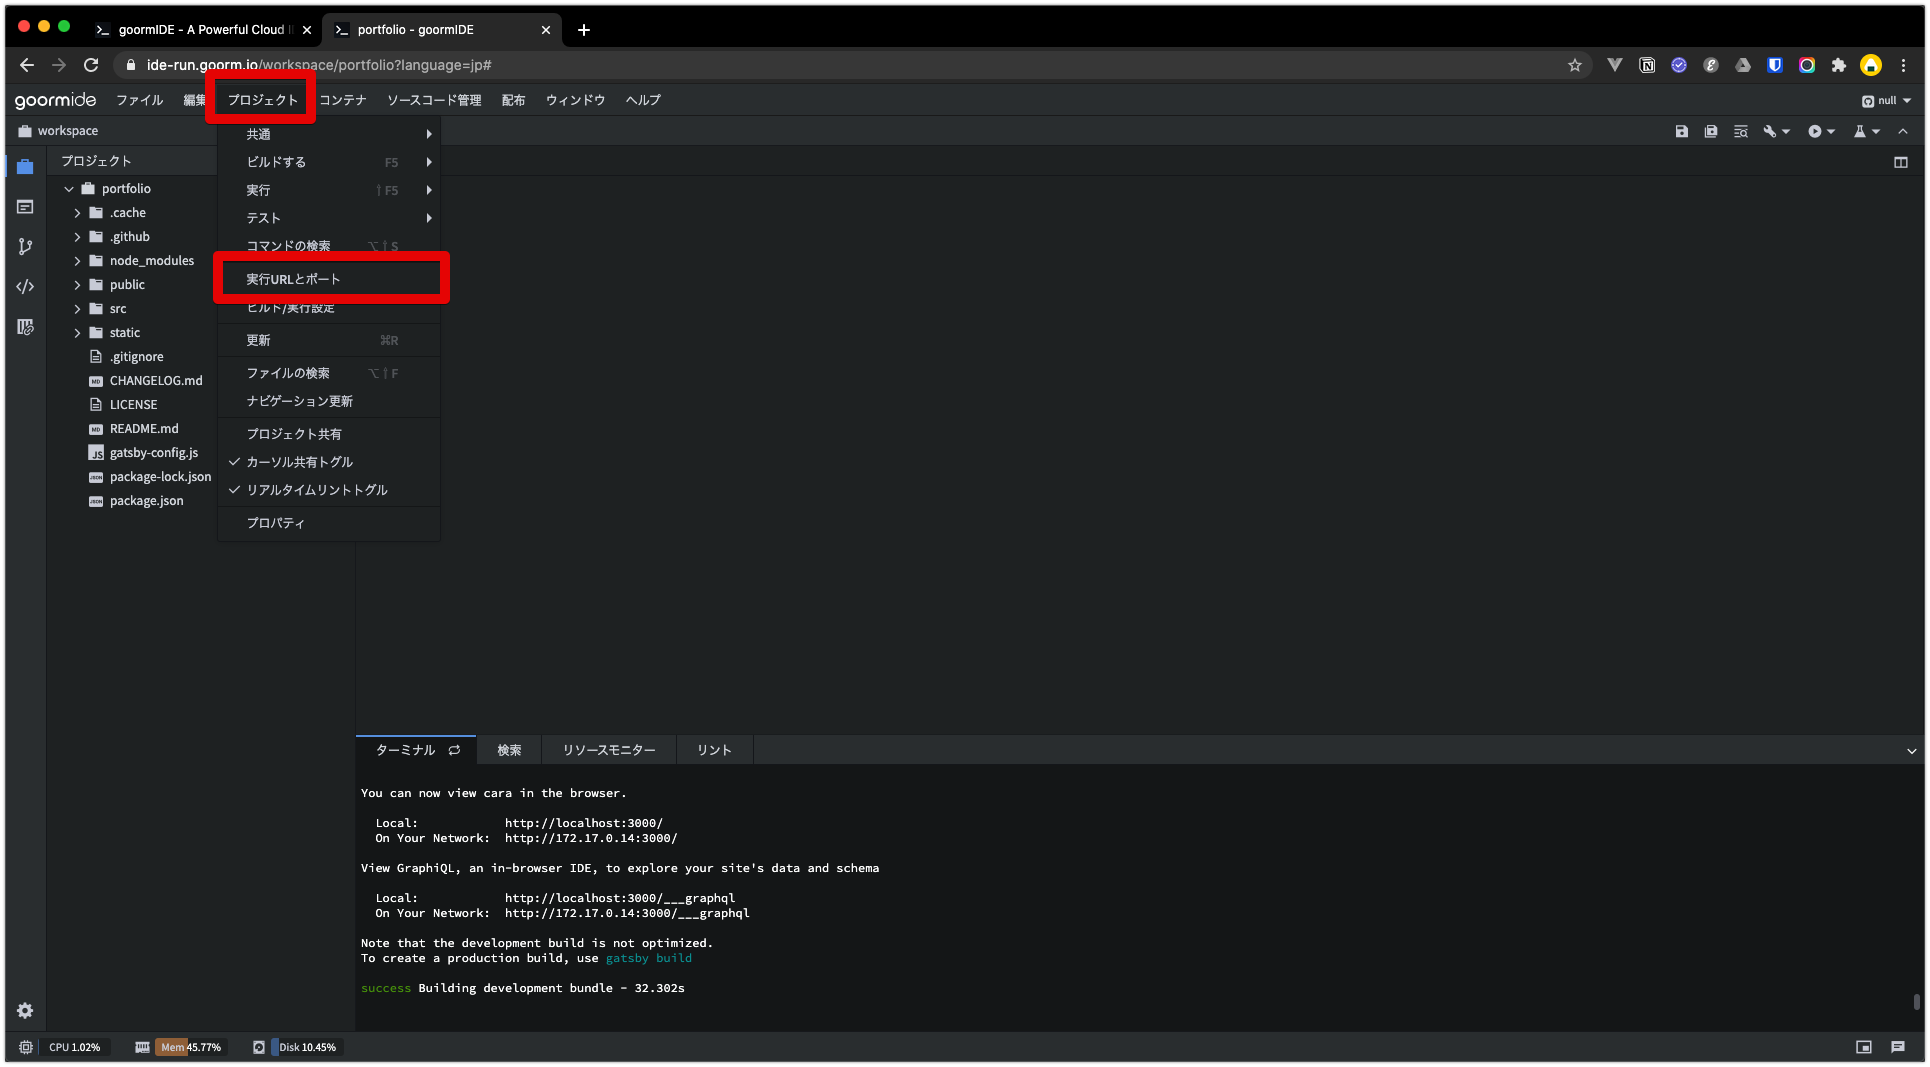 goormIDE - A Powerful Cloud I
portfolio - goormIDE
ide-run.goorm.io/workspace/portfolio?language=jp#
goormide ファイル 編集 プロジェクト コンテナ ソースコード管理 配布 ウィンドウ ヘルプ null
workspace
プロジェクト
portfolio
.cache
.github
node_modules
public
src
static
.gitignore
CHANGELOG.md
LICENSE
README.md
gatsby-config.js
package-lock.json
package.json
共通
ビルドする F5
実行 ⇧F5
テスト
コマンドの検索 ⌥⇧S
実行URLとポート
ビルド/実行設定
更新 ⌘R
ファイルの検索 ⌥⇧F
ナビゲーション更新
プロジェクト共有
カーソル共有トグル
リアルタイムリントトグル
プロパティ
ターミナル 検索 リソースモニター リント
You can now view cara in the browser.
Local: http://localhost:3000/
On Your Network: http://172.17.0.14:3000/
View GraphiQL, an in-browser IDE, to explore your site's data and schema
Local: http://localhost:3000/___graphql
On Your Network: http://172.17.0.14:3000/___graphql
Note that the development build is not optimized.
To create a production build, use gatsby build
success Building development bundle - 32.302s
CPU 1.02% Mem 45.77% Disk 10.45%